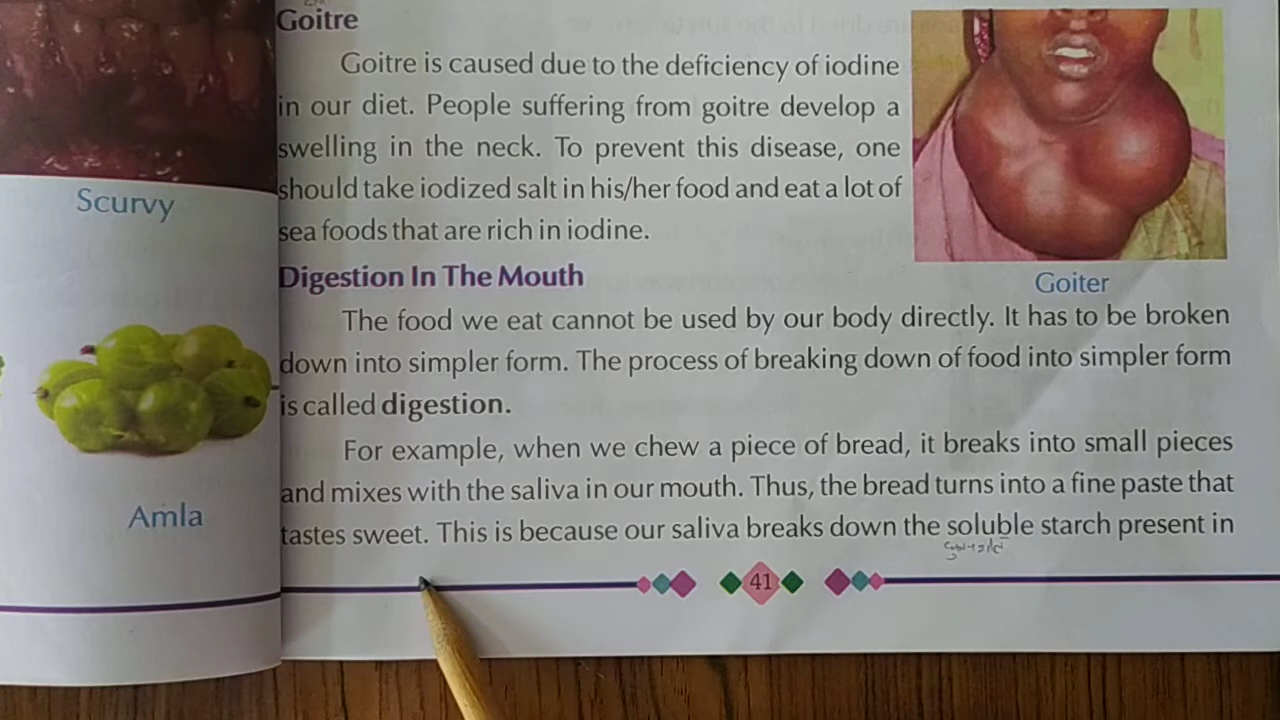 Scurvy
Amla
Goitre
Goitre is caused due to the deficiency of iodine
in our diet. People suffering from goitre develop a
swelling in the neck. To prevent this disease, one
should take iodized salt in his/her food and eat a lot of
sea foods that are rich in iodine.
Goiter
Digestion In The Mouth
The food we eat cannot be used by our body directly. It has to be broken
down into simpler form. The process of breaking down of food into simpler form
is called digestion.
For example, when we chew a piece of bread, it breaks into small pieces
and mixes with the saliva in our mouth. Thus, the bread turns into a fine paste that
tastes sweet. This is because our saliva breaks down the soluble starch present in
41